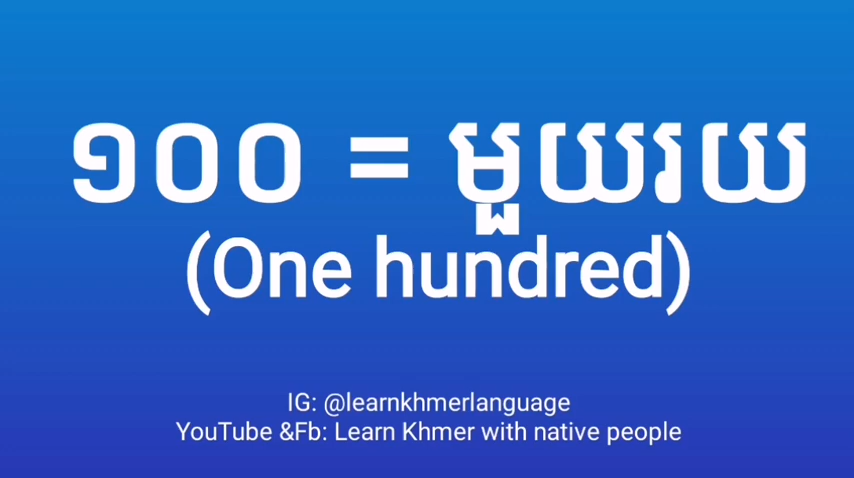 ១០០ = មួយរយ
(One hundred)
IG: @learnkhmerlanguage
YouTube &Fb: Learn Khmer with native people